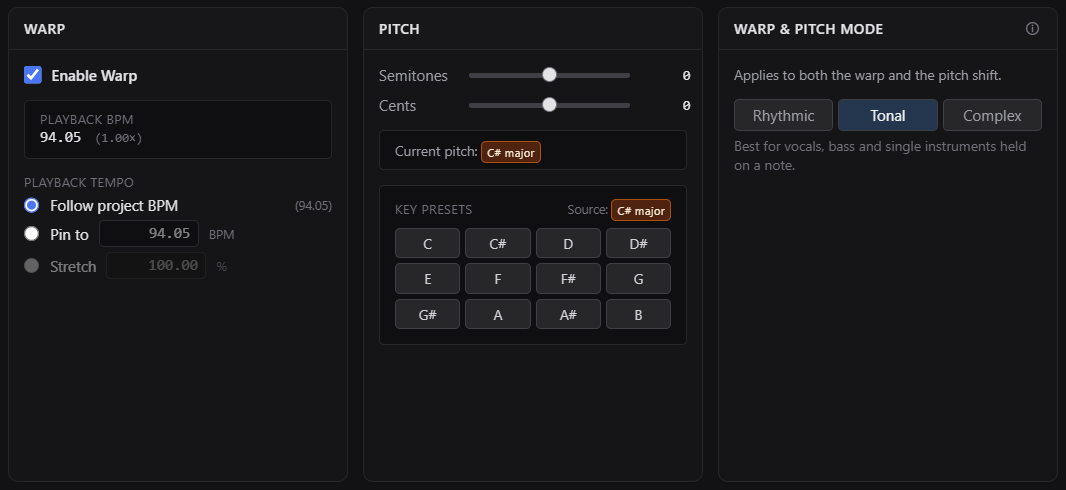 WARP
Enable Warp
PLAYBACK BPM
94.05 (1.00×)
PLAYBACK TEMPO
Follow project BPM (94.05)
Pin to 94.05 BPM
Stretch 100.00 %
PITCH
Semitones 0
Cents 0
Current pitch: C# major
KEY PRESETS Source: C# major
C C# D D#
E F F# G
G# A A# B
WARP & PITCH MODE
Applies to both the warp and the pitch shift.
Rhythmic Tonal Complex
Best for vocals, bass and single instruments held
on a note.